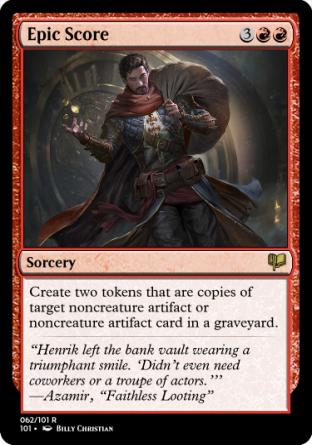 Epic Score 3
Sorcery
Create two tokens that are copies of
target noncreature artifact or
noncreature artifact card in a graveyard.
“Henrik left the bank vault wearing a
triumphant smile. ‘Didn’t even need
coworkers or a troupe of actors.’”
—Azamir, “Faithless Looting”
062/101 R
101 • Billy Christian